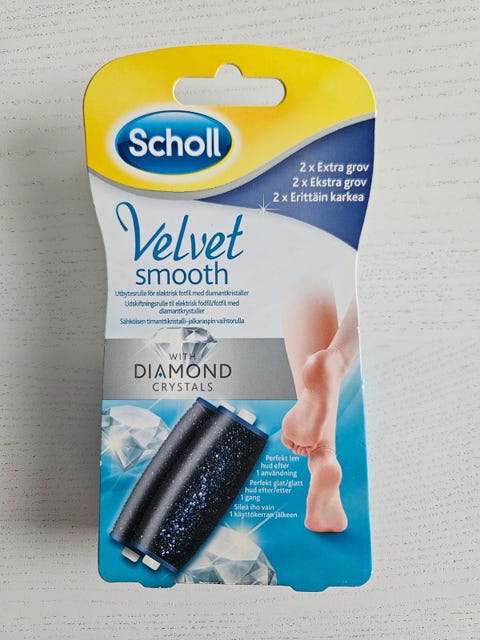 Scholl
2 x Extra grov
2 x Ekstra grov
2 x Erittäin karkea
Velvet
smooth
Utbytesrulle för elektrisk fotfil med diamantkristaller
Udskiftningsrulle til elektrisk fodfil/fotfil med
diamantkrystaller
Sähköisen timanttikristalli-jalkaraspin vaihtorulla
WITH
DIAMOND
CRYSTALS
Perfekt len
hud efter
1 användning
Perfekt glat/glatt
hud efter/etter
1 gang
Sileä iho vain
1 käyttökerran jälkeen